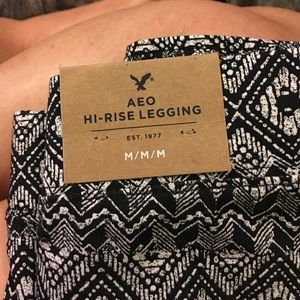 AEO
HI-RISE LEGGING
EST. 1977
M/M/M